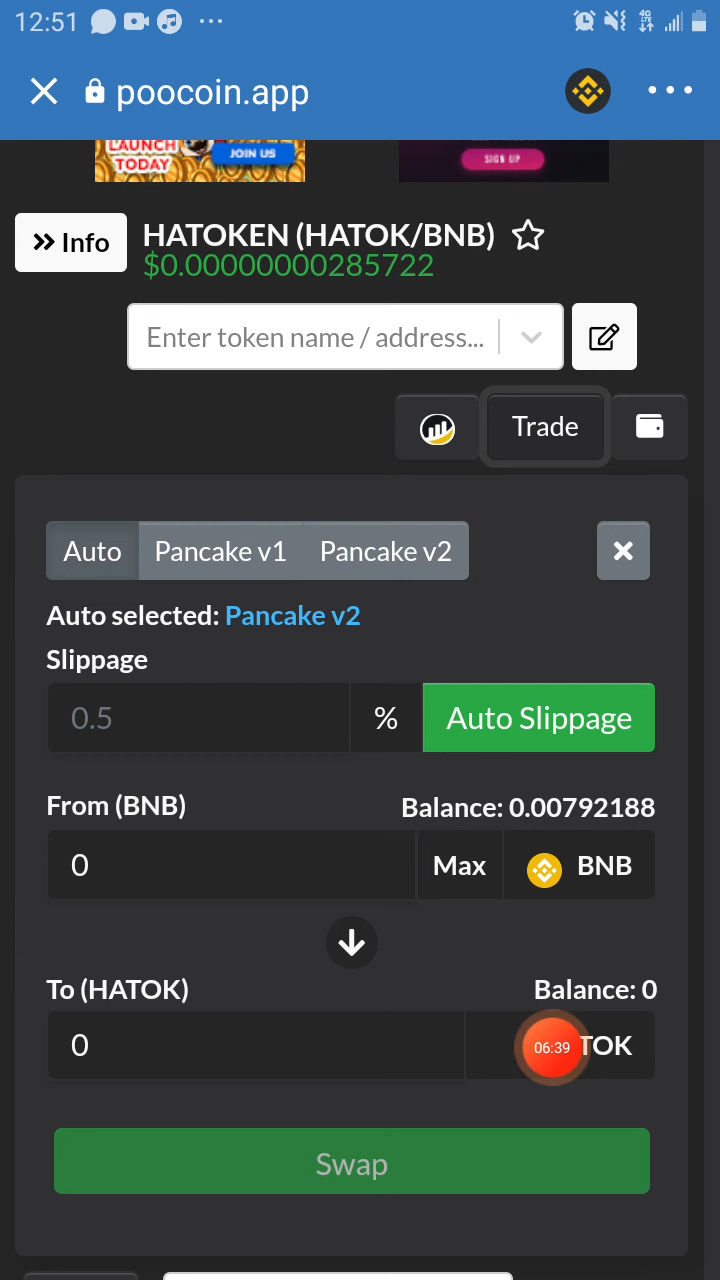 12:51
4G
LTE
poocoin.app
LAUNCH
TODAY
JOIN US
SIGN UP
Info
HATOKEN (HATOK/BNB)
$0.00000000285722
Enter token name / address...
Trade
Auto Pancake v1 Pancake v2
Auto selected: Pancake v2
Slippage
0.5 % Auto Slippage
From (BNB) Balance: 0.00792188
0 Max BNB
To (HATOK) Balance: 0
0 06:39 TOK
Swap